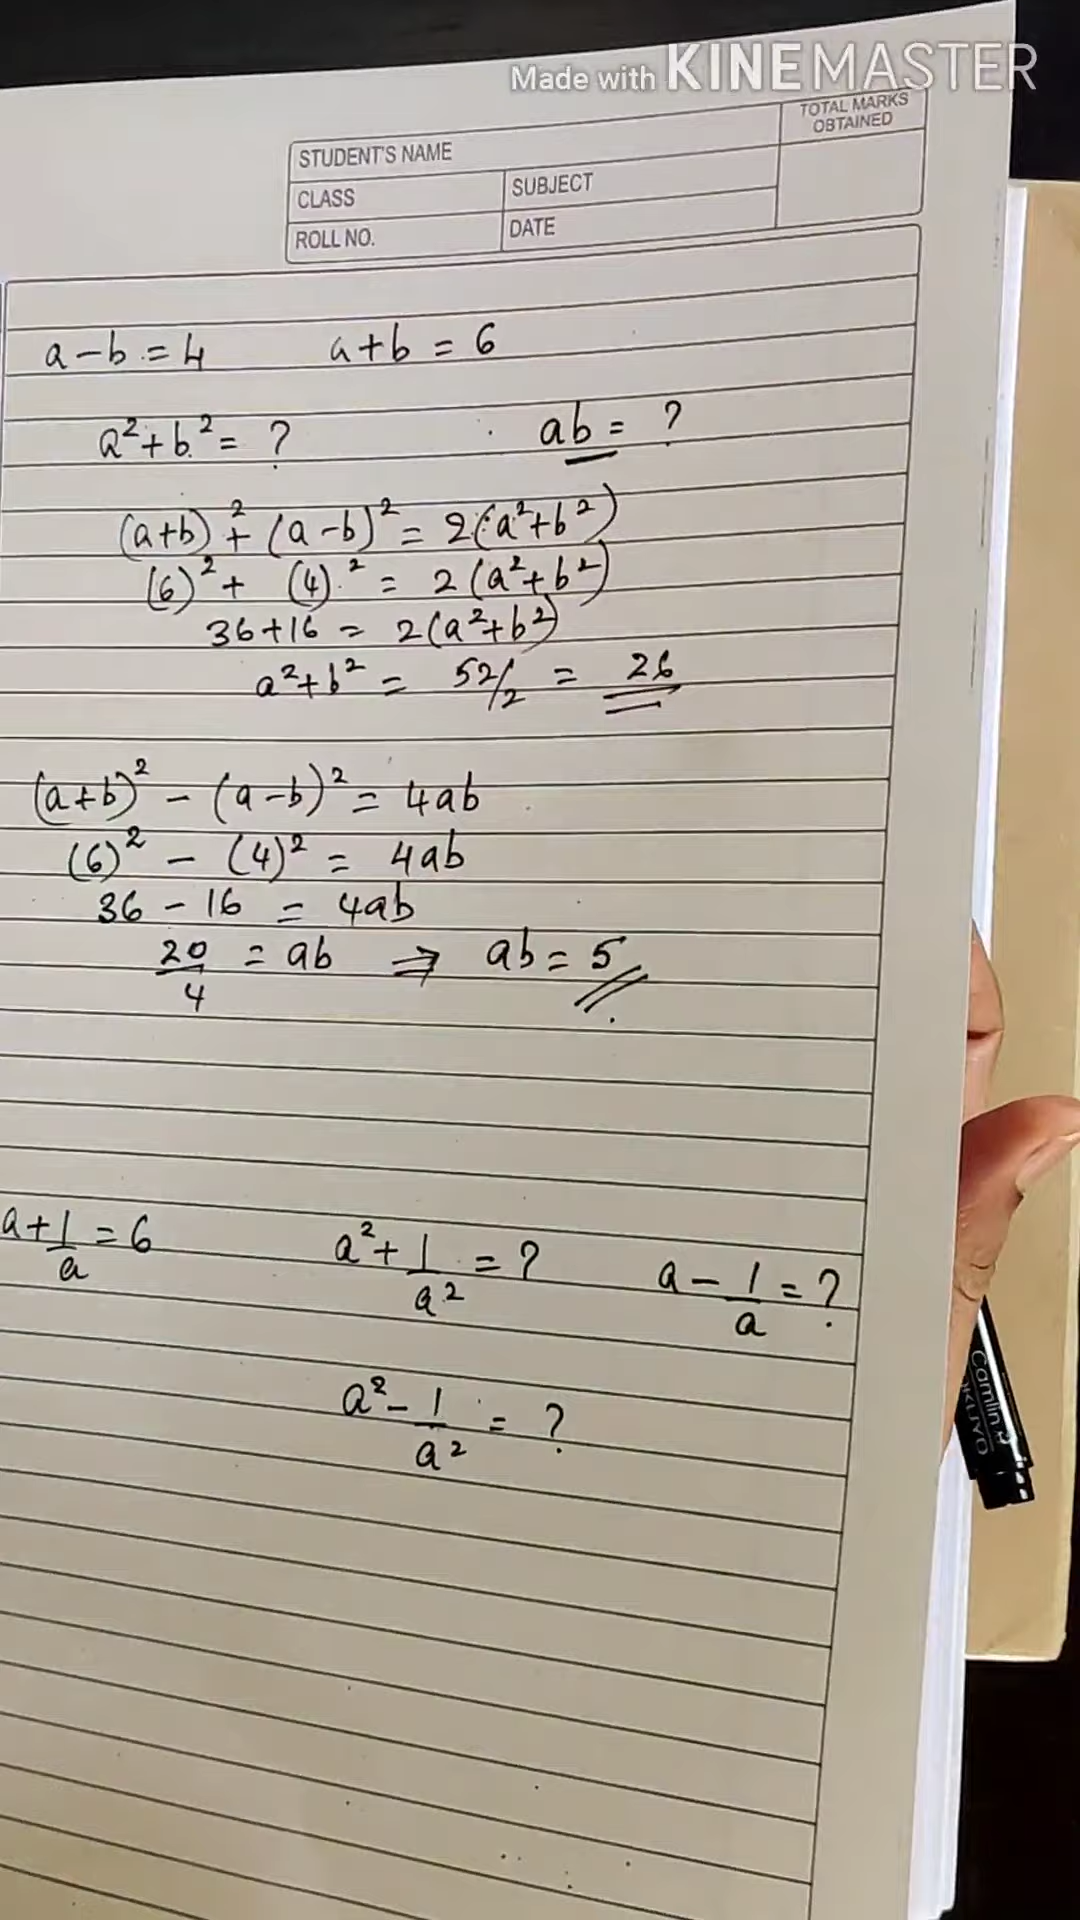 Made with KINEMASTER
TOTAL MARKS
OBTAINED
STUDENT'S NAME
CLASS SUBJECT
ROLL NO. DATE
a - b = 4 a + b = 6
a² + b² = ? ab = ?
(a+b)² + (a-b)² = 2(a²+b²)
(6)² + (4)² = 2(a²+b²)
36+16 = 2(a²+b²)
a²+b² = 52/2 = 26
(a+b)² - (a-b)² = 4ab
(6)² - (4)² = 4ab
36 - 16 = 4ab
20/4 = ab ⇒ ab = 5
a + 1/a = 6 a² + 1/a² = ? a - 1/a = ?
a² - 1/a² = ?
Camlin
KOKUYO